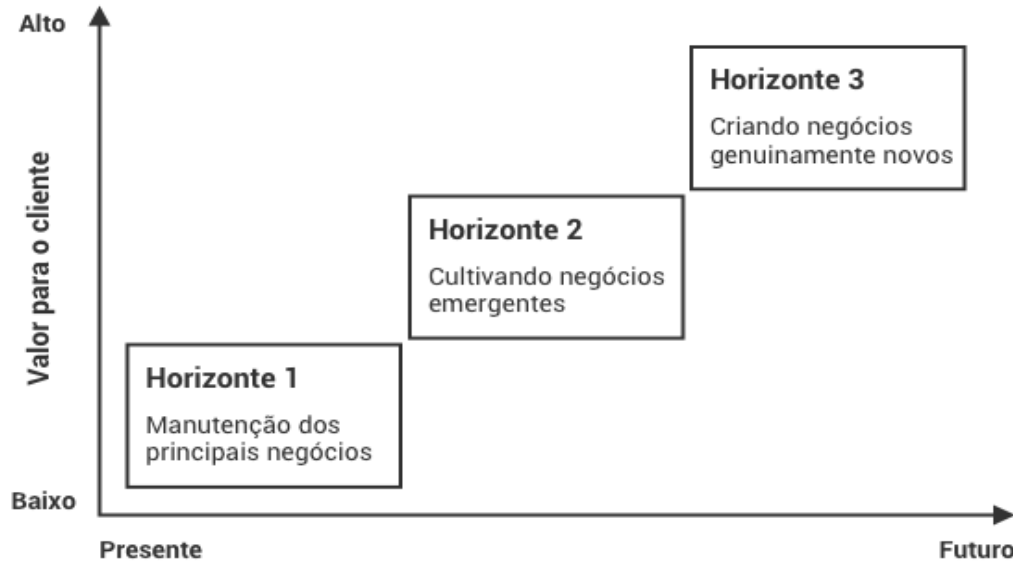 Alto
Valor para o cliente
Horizonte 3
Criando negócios
genuinamente novos
Horizonte 2
Cultivando negócios
emergentes
Horizonte 1
Manutenção dos
principais negócios
Baixo
Presente
Futuro